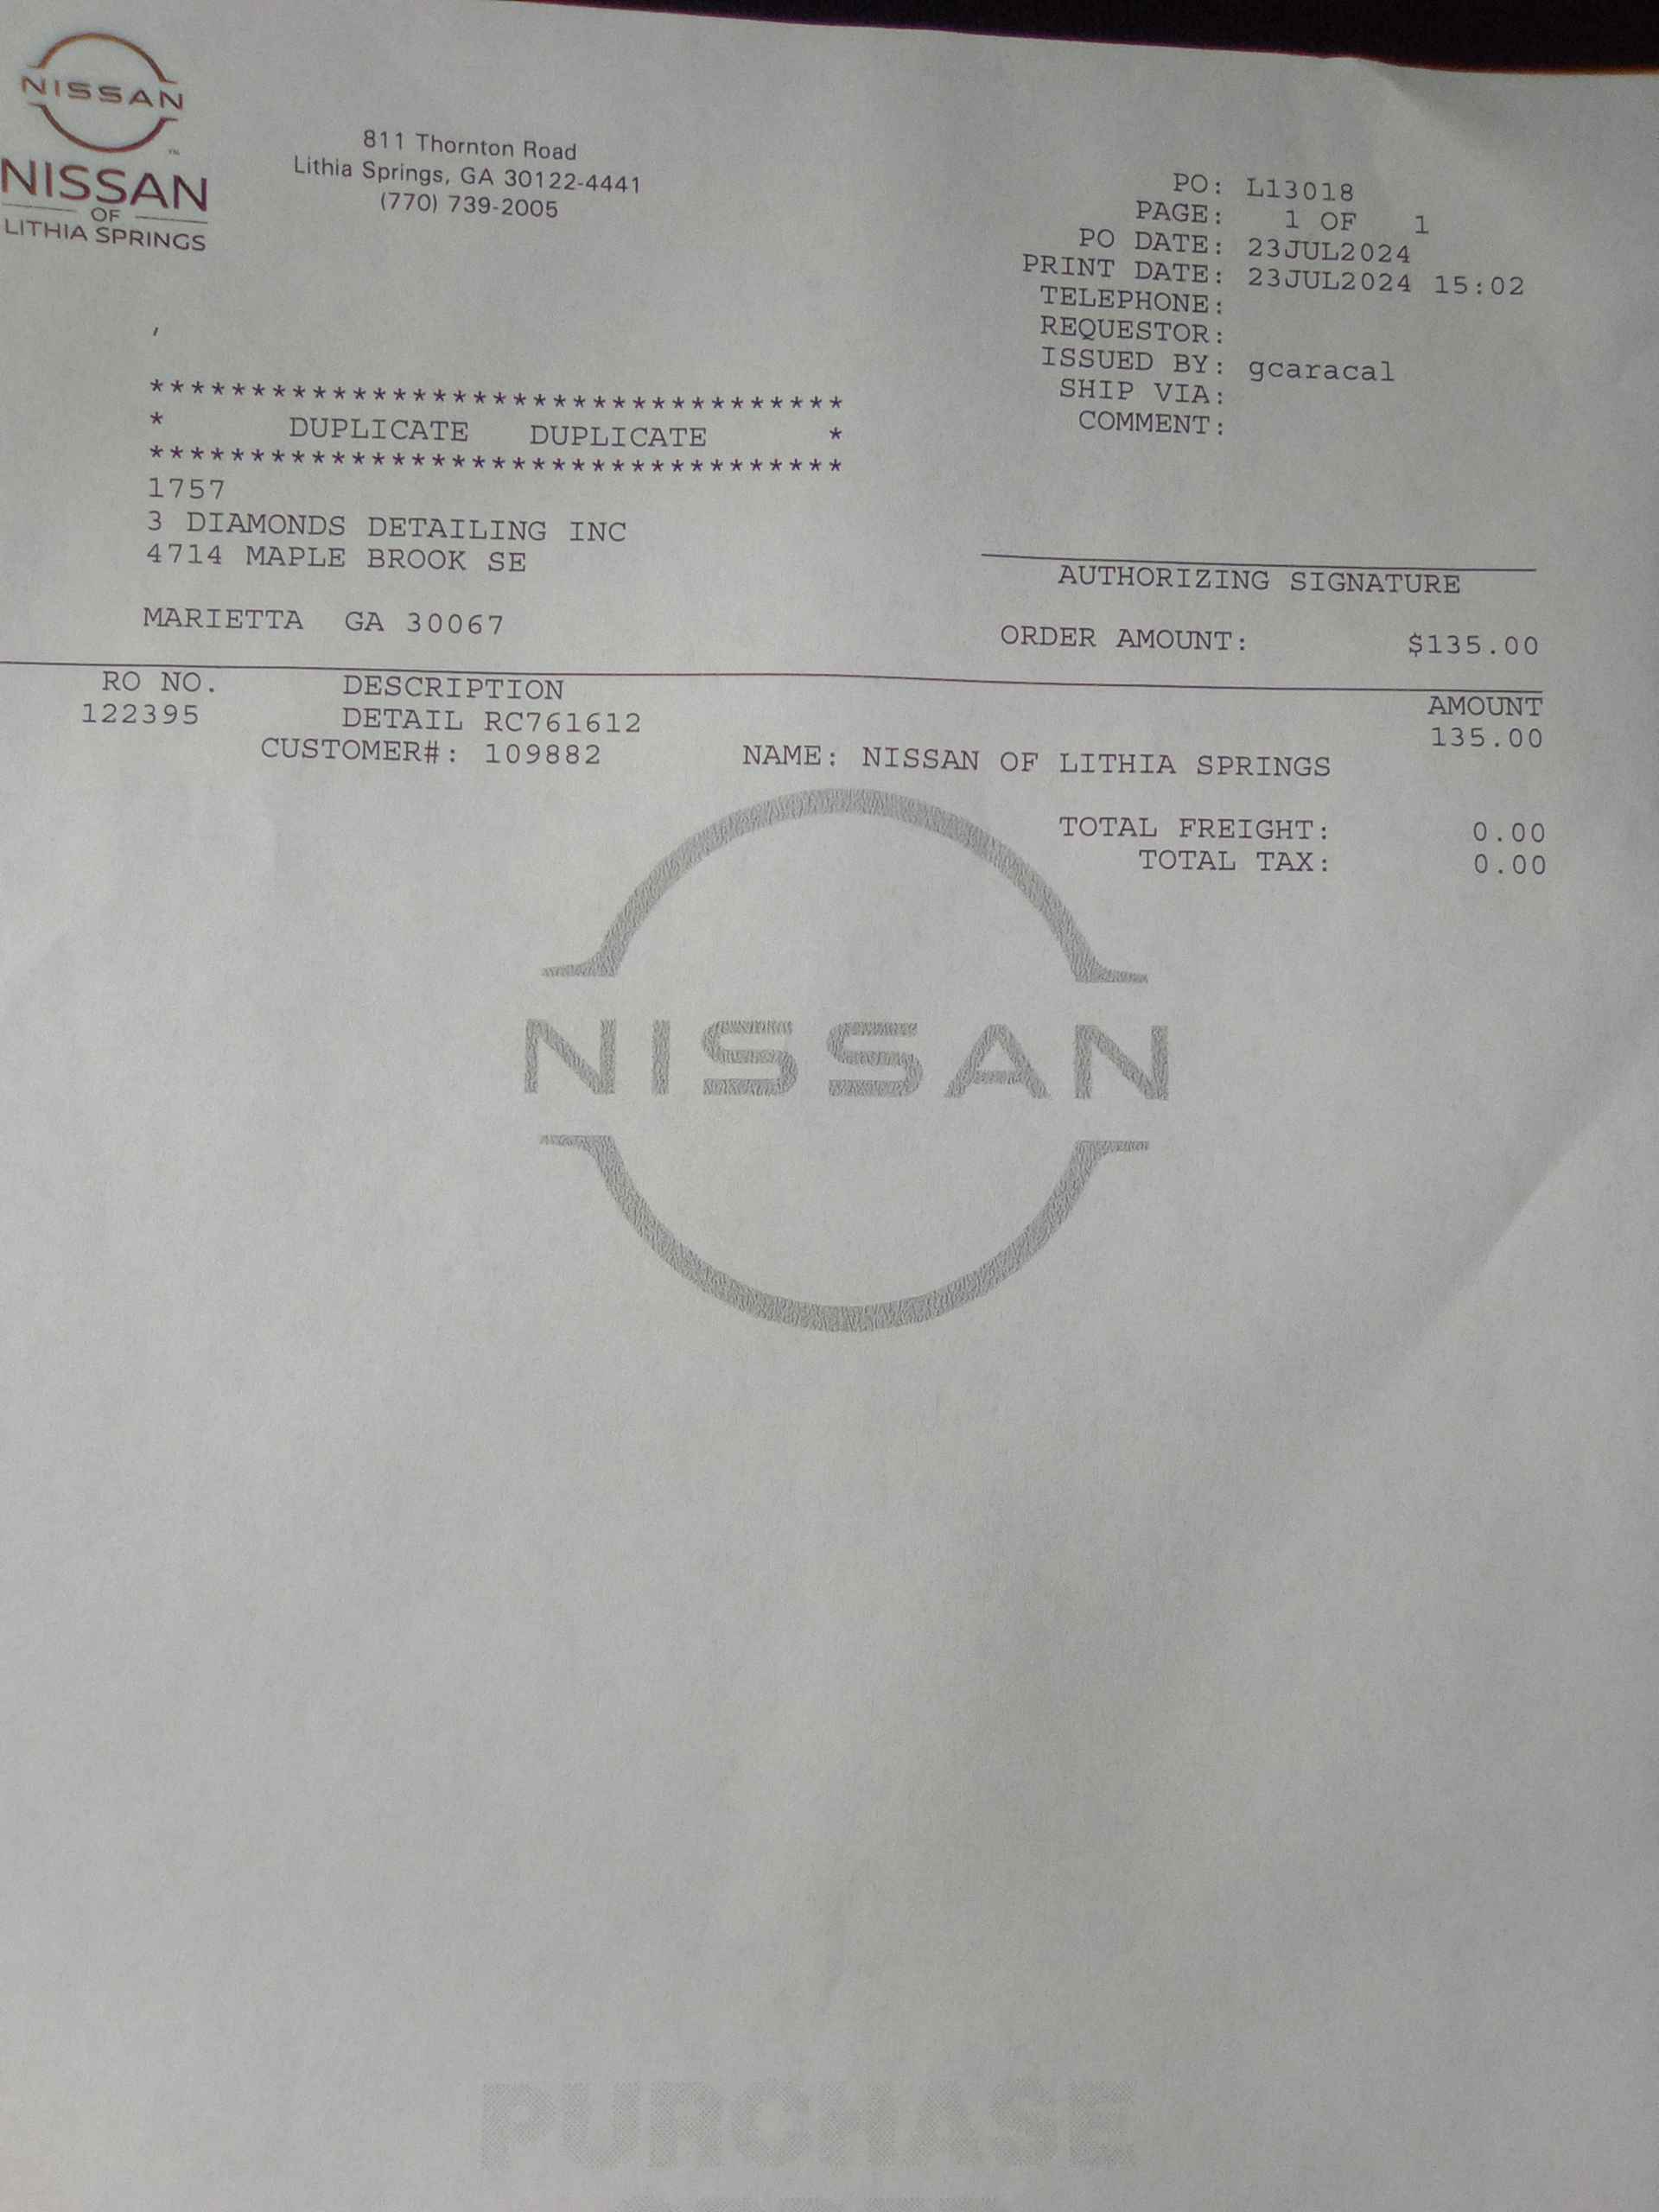 NISSAN
NISSAN
OF
LITHIA SPRINGS
811 Thornton Road
Lithia Springs, GA 30122-4441
(770) 739-2005
PO: L13018
PAGE: 1 OF 1
PO DATE: 23JUL2024
PRINT DATE: 23JUL2024 15:02
TELEPHONE:
REQUESTOR:
ISSUED BY: gcaracal
SHIP VIA:
COMMENT:
,
***********************************
* DUPLICATE DUPLICATE *
***********************************
1757
3 DIAMONDS DETAILING INC
4714 MAPLE BROOK SE
MARIETTA GA 30067
AUTHORIZING SIGNATURE
ORDER AMOUNT: $135.00
RO NO. DESCRIPTION AMOUNT
122395 DETAIL RC761612 135.00
CUSTOMER#: 109882 NAME: NISSAN OF LITHIA SPRINGS
TOTAL FREIGHT: 0.00
TOTAL TAX: 0.00
NISSAN
PURCHASE